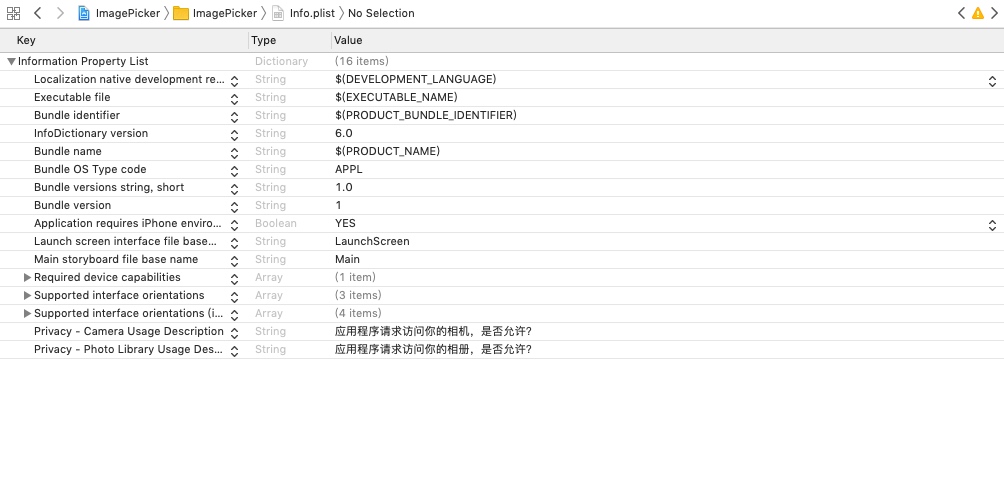 ImagePicker ImagePicker Info.plist No Selection
Key Type Value
Information Property List Dictionary (16 items)
Localization native development re... String $(DEVELOPMENT_LANGUAGE)
Executable file String $(EXECUTABLE_NAME)
Bundle identifier String $(PRODUCT_BUNDLE_IDENTIFIER)
InfoDictionary version String 6.0
Bundle name String $(PRODUCT_NAME)
Bundle OS Type code String APPL
Bundle versions string, short String 1.0
Bundle version String 1
Application requires iPhone enviro... Boolean YES
Launch screen interface file base... String LaunchScreen
Main storyboard file base name String Main
Required device capabilities Array (1 item)
Supported interface orientations Array (3 items)
Supported interface orientations (i... Array (4 items)
Privacy - Camera Usage Description String 应用程序请求访问你的相机，是否允许?
Privacy - Photo Library Usage Des... String 应用程序请求访问你的相册，是否允许?